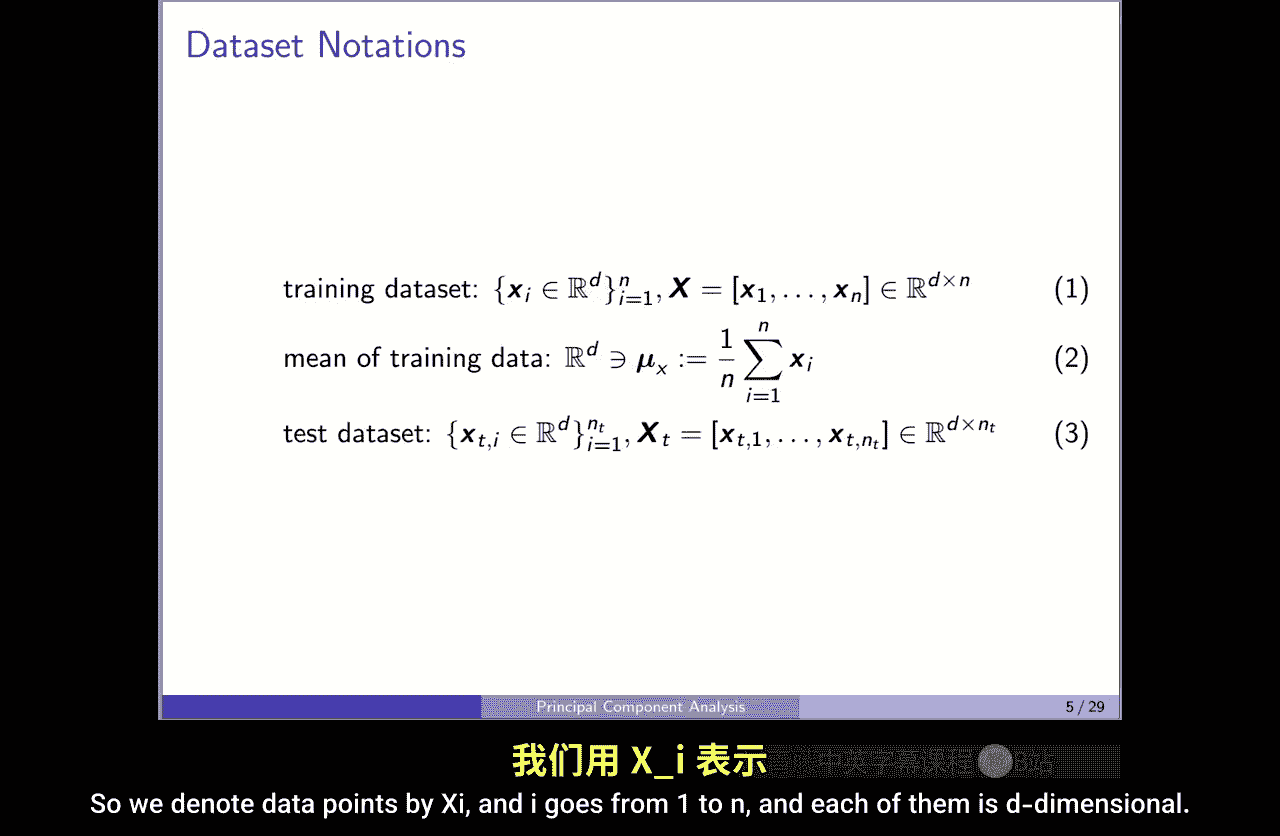 Dataset Notations
training dataset: {x_i ∈ ℝ^d}_{i=1}^n, X = [x_1, . . . , x_n] ∈ ℝ^{d×n} (1)
mean of training data: ℝ^d ∋ μ_x := \frac{1}{n} \sum_{i=1}^{n} x_i (2)
test dataset: {x_{t,i} ∈ ℝ^d}_{i=1}^{n_t}, X_t = [x_{t,1}, . . . , x_{t,n_t}] ∈ ℝ^{d×n_t} (3)
Principal Component Analysis 5 / 29
我们用 X_i 表示
So we denote data points by Xi, and i goes from 1 to n, and each of them is d-dimensional.